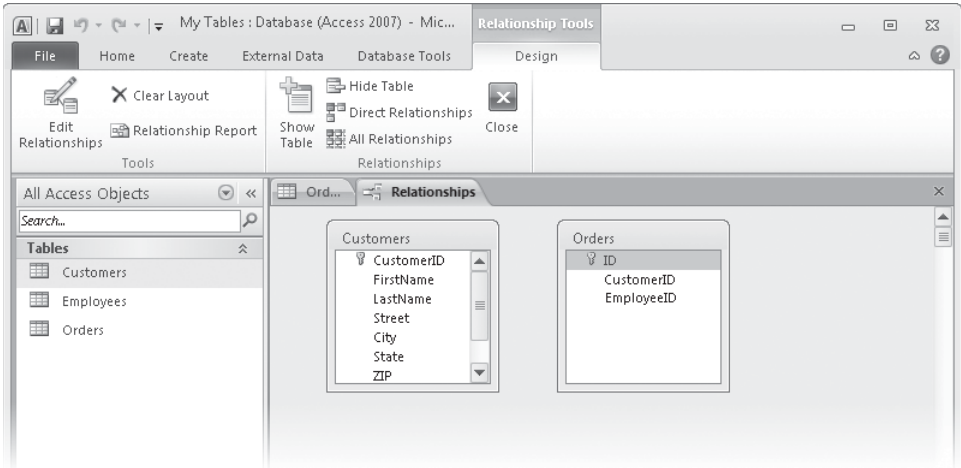 My Tables : Database (Access 2007) - Mic...
Relationship Tools
File Home Create External Data Database Tools Design
Edit Relationships
Clear Layout
Relationship Report
Tools
Show Table
Hide Table
Direct Relationships
All Relationships
Close
Relationships
All Access Objects
Search...
Tables
Customers
Employees
Orders
Ord... Relationships
Customers
CustomerID
FirstName
LastName
Street
City
State
ZIP
Orders
ID
CustomerID
EmployeeID